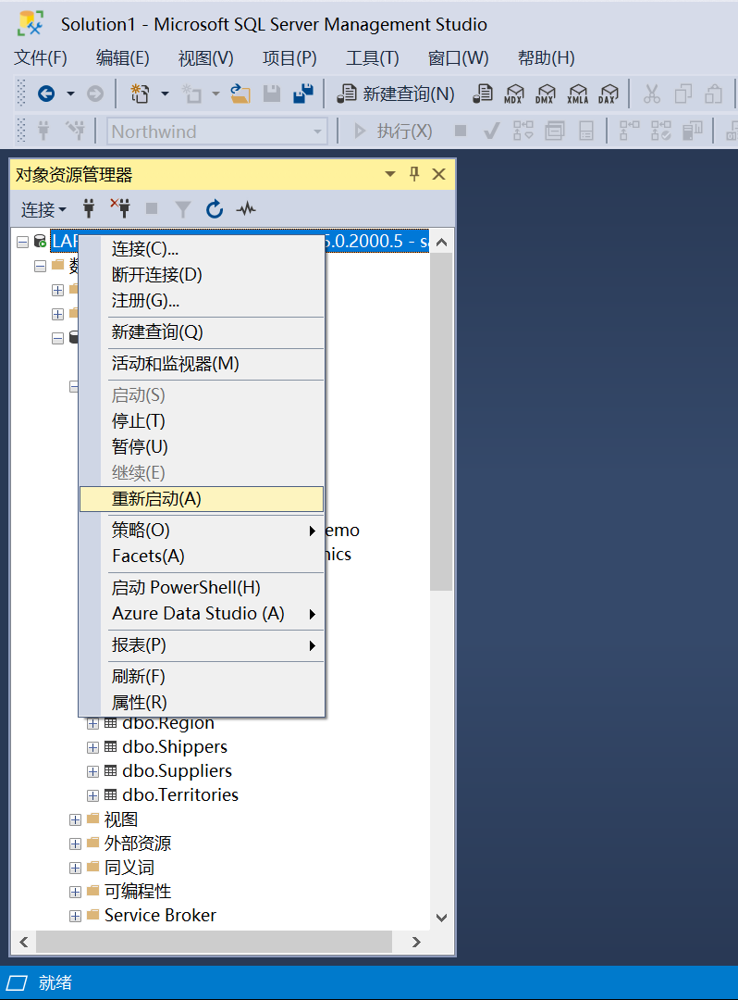 Solution1 - Microsoft SQL Server Management Studio
文件(F) 编辑(E) 视图(V) 项目(P) 工具(T) 窗口(W) 帮助(H)
新建查询(N) MDX DMX XMLA DAX
Northwind 执行(X)
对象资源管理器
连接
5.0.2000.5 - s
连接(C)...
断开连接(D)
注册(G)...
新建查询(Q)
活动和监视器(M)
启动(S)
停止(T)
暂停(U)
继续(E)
重新启动(A)
策略(O)
emo
Facets(A)
nics
启动 PowerShell(H)
Azure Data Studio (A)
报表(P)
刷新(F)
属性(R)
dbo.Region
dbo.Shippers
dbo.Suppliers
dbo.Territories
视图
外部资源
同义词
可编程性
Service Broker
就绪